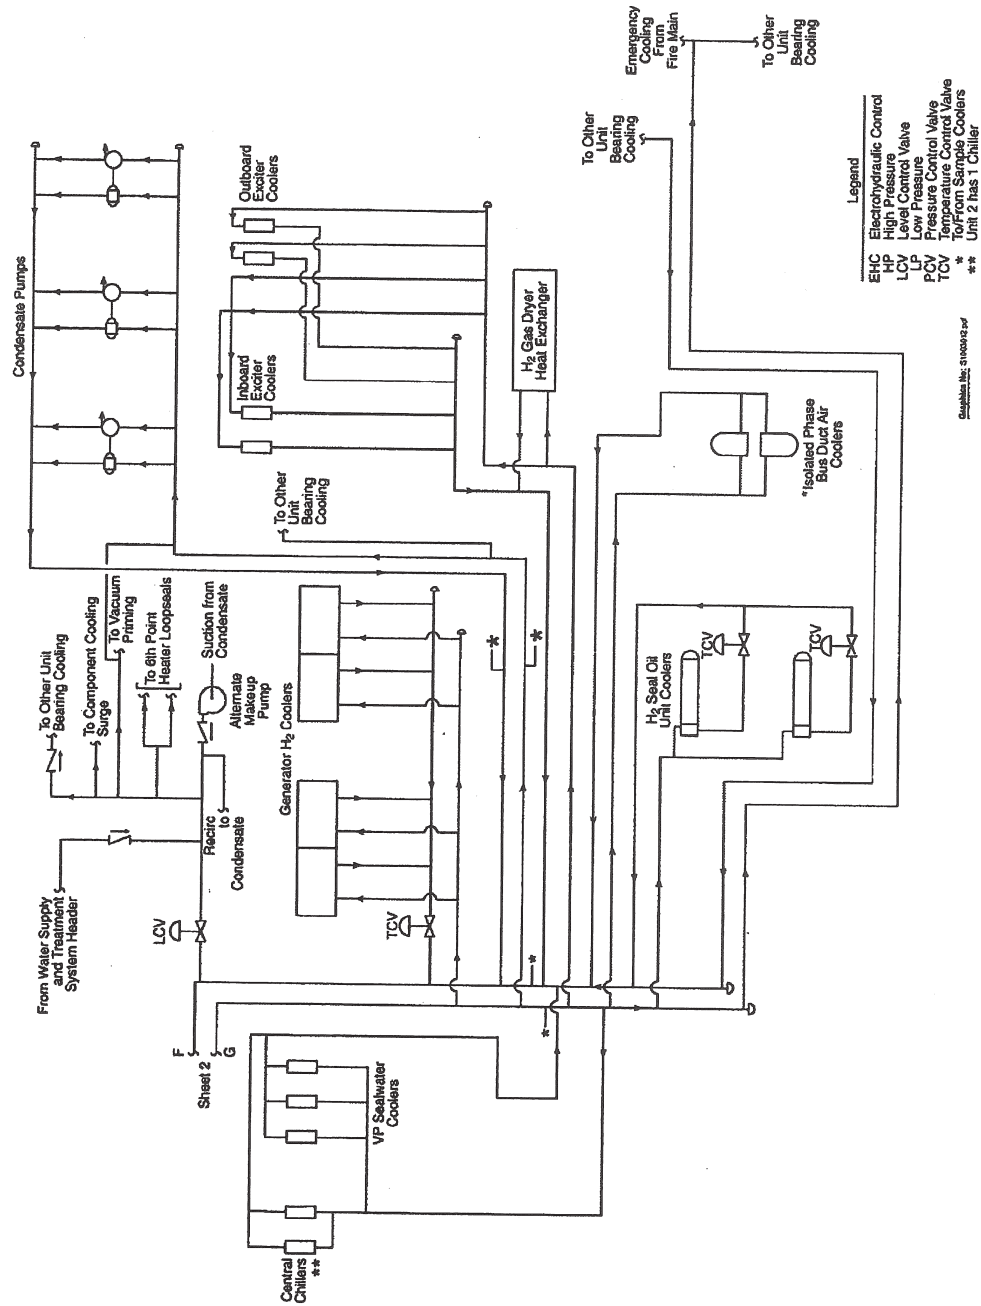 Condensate Pumps
Outboard
Exciter
Coolers
Inboard
Exciter
Coolers
H2 Gas Dryer
Heat Exchanger
To Other
Unit
Bearing
Cooling
Emergency
Cooling
From
Fire Main
To Other
Unit
Bearing
Cooling
To Other
Unit
Bearing
Cooling
To Other Unit
Bearing Cooling
To Component Cooling
Surge
To Vacuum
Priming
To 6th Point
Heater Loopseals
Suction from
Condensate
Alternate
Makeup
Pump
Recirc
to
Condensate
From Water Supply
and Treatment
System Header
LCV
Generator H2 Coolers
TCV
*
*
*
*
*Isolated Phase
Bus Duct Air
Coolers
H2 Seal Oil
Unit Coolers
TCV
TCV
F
G
Sheet 2
VP Sealwater
Coolers
Central
Chillers
**
Legend
EHC Electrohydraulic Control
HP High Pressure
LCV Level Control Valve
LP Low Pressure
PCV Pressure Control Valve
TCV Temperature Control Valve
* To/From Sample Coolers
** Unit 2 has 1 Chiller
Graphics No: S1003012.pdf